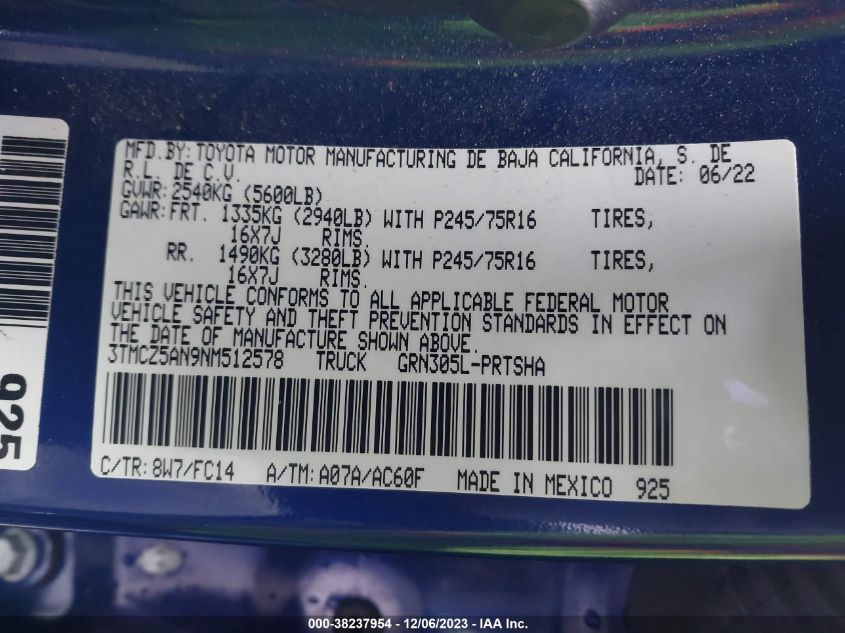 MFD.BY:TOYOTA MOTOR MANUFACTURING DE BAJA CALIFORNIA, S. DE
R.L. DE C.V. DATE: 06/22
GVWR:2540KG (5600LB)
GAWR:FRT. 1335KG (2940LB) WITH P245/75R16 TIRES,
16X7J RIMS.
RR. 1490KG (3280LB) WITH P245/75R16 TIRES,
16X7J RIMS.
THIS VEHICLE CONFORMS TO ALL APPLICABLE FEDERAL MOTOR
VEHICLE SAFETY AND THEFT PREVENTION STANDARDS IN EFFECT ON
THE DATE OF MANUFACTURE SHOWN ABOVE.
3TMCZ5AN9NM512578 TRUCK GRN305L-PRTSHA
C/TR:8W7/FC14 A/TM:A07A/AC60F MADE IN MEXICO 925
925
000-38237954 - 12/06/2023 - IAAI.com